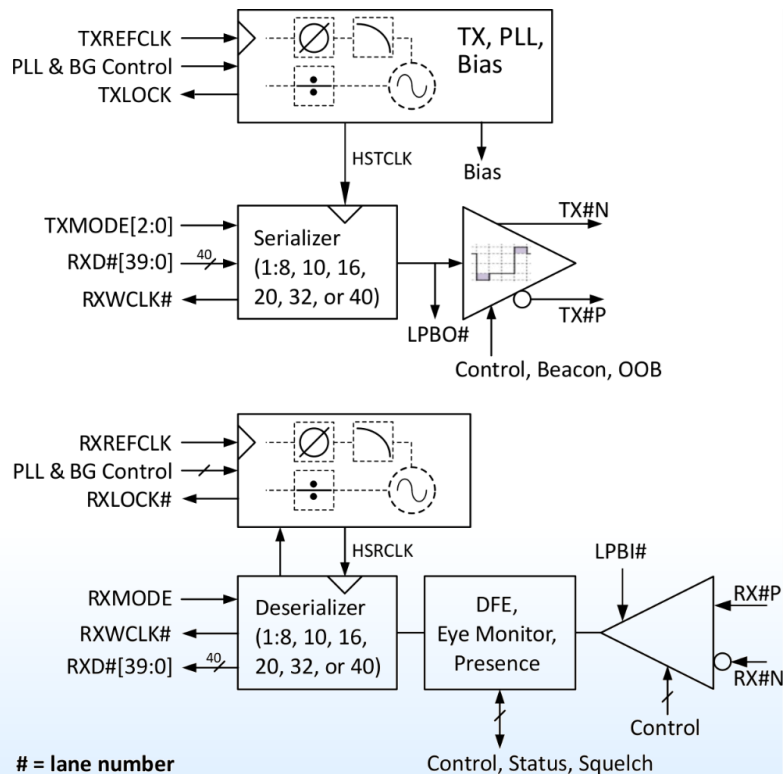 TXREFCLK
PLL & BG Control
TXLOCK
TX, PLL,
Bias
HSTCLK
Bias
TXMODE[2:0]
RXD#[39:0]
40
RXWCLK#
Serializer
(1:8, 10, 16,
20, 32, or 40)
LPBO#
TX#N
TX#P
Control, Beacon, OOB
RXREFCLK
PLL & BG Control
RXLOCK#
HSRCLK
RXMODE
RXWCLK#
RXD#[39:0]
40
Deserializer
(1:8, 10, 16,
20, 32, or 40)
DFE,
Eye Monitor,
Presence
LPBI#
RX#P
RX#N
Control
Control, Status, Squelch
# = lane number